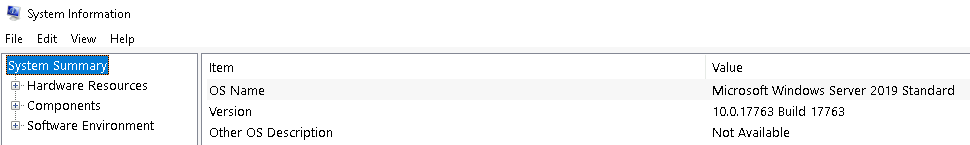 System Information
File Edit View Help
System Summary
Hardware Resources
Components
Software Environment
Item Value
OS Name Microsoft Windows Server 2019 Standard
Version 10.0.17763 Build 17763
Other OS Description Not Available